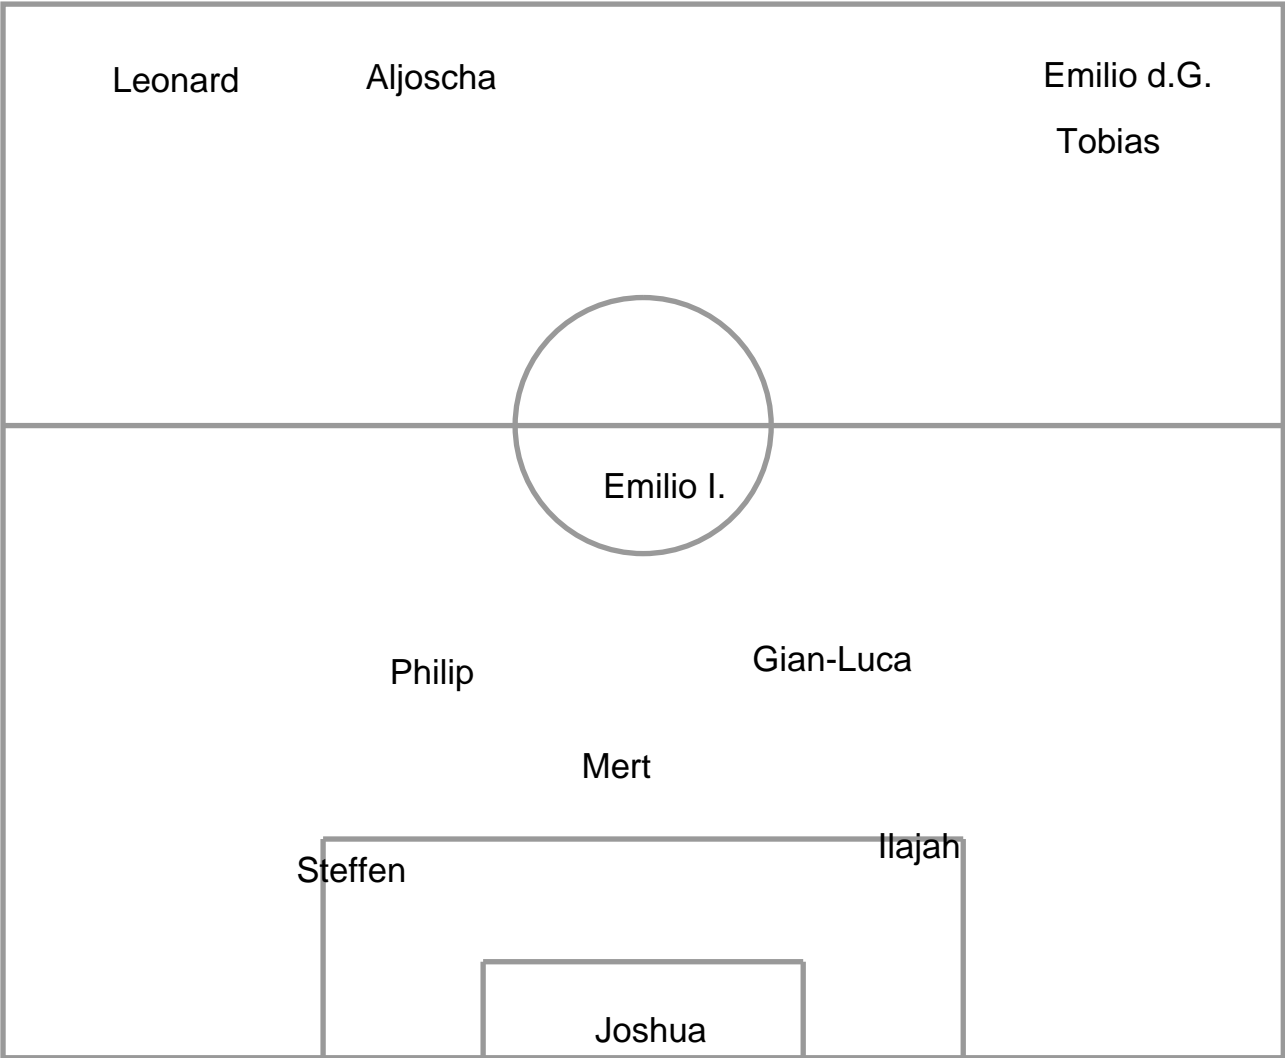 Leonard
Aljoscha
Emilio d.G.
Tobias
Emilio I.
Philip
Gian-Luca
Mert
Steffen
Ilajah
Joshua